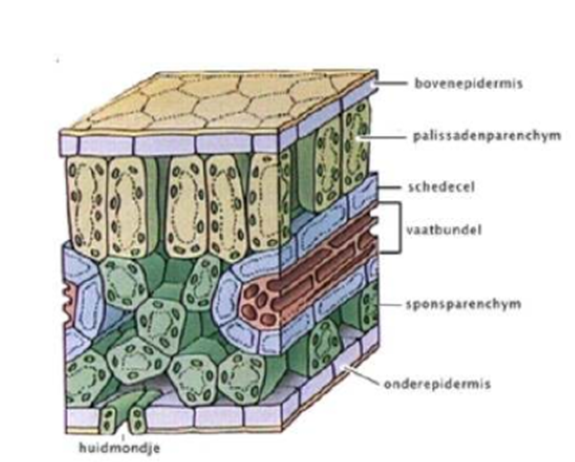 bovenepidermis
palissadenparenchym
schedecel
vaatbundel
sponsparenchym
onderepidermis
huidmondje